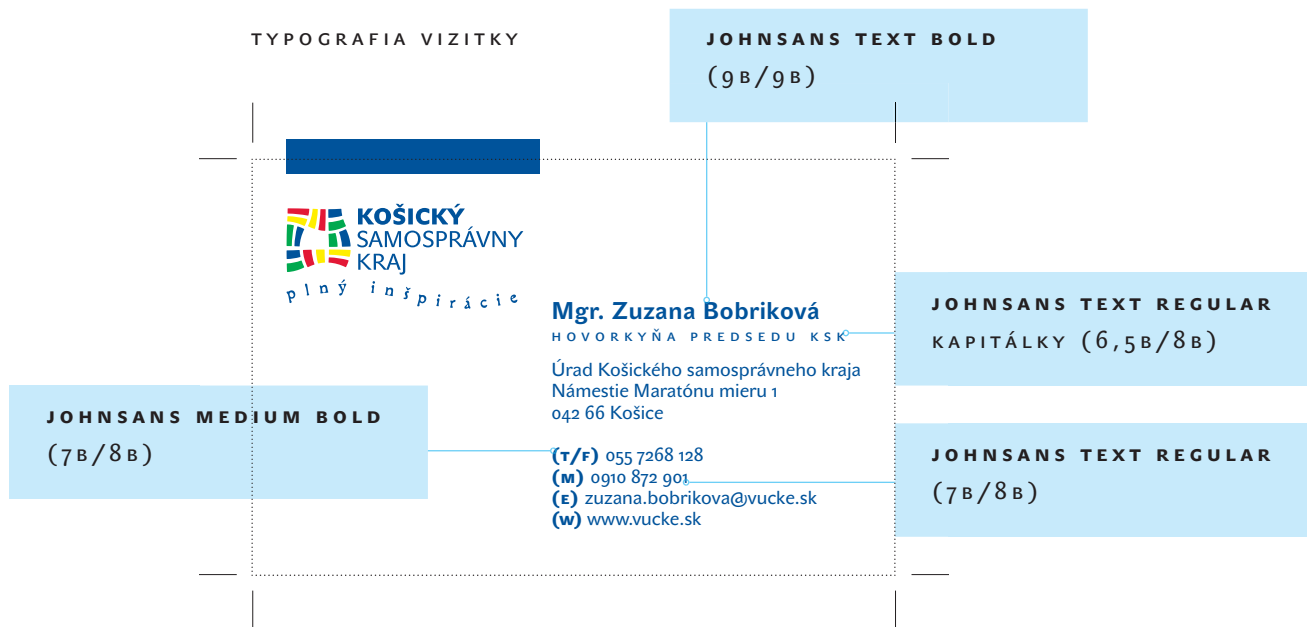 TYPOGRAFIA VIZITKY
JOHNSANS TEXT BOLD
(9B/9B)
KOŠICKÝ
SAMOSPRÁVNY
KRAJ
plný inšpirácie
Mgr. Zuzana Bobriková
HOVORKYŇA PREDSEDU KSK
JOHNSANS TEXT REGULAR
KAPITÁLKY (6,5B/8B)
Úrad Košického samosprávneho kraja
Námestie Maratónu mieru 1
042 66 Košice
JOHNSANS MEDIUM BOLD
(7B/8B)
(T/F) 055 7268 128
(M) 0910 872 901
(E) zuzana.bobrikova@vucke.sk
(W) www.vucke.sk
JOHNSANS TEXT REGULAR
(7B/8B)